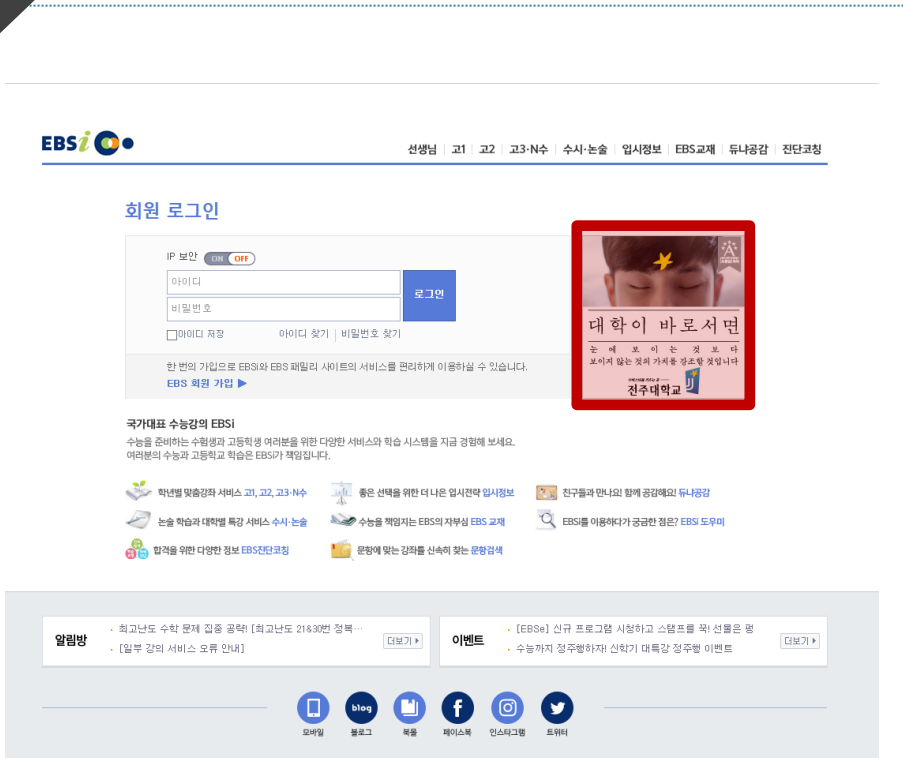 EBSi
선생님 고1 고2 고3·N수 수시·논술 입시정보 EBS교재 듀냐공감 진단코칭
회원 로그인
IP 보안 ON OFF
아이디
비밀번호
로그인
아이디 저장 아이디 찾기 비밀번호 찾기
한 번의 가입으로 EBSi와 EBS 패밀리 사이트의 서비스를 편리하게 이용하실 수 있습니다.
EBS 회원 가입 ▶
대학이 바로서면
눈에 보이는 것보다
보이지 않는 것의 가치를 강조할 것입니다
전주대학교
국가대표 수능강의 EBSi
수능을 준비하는 수험생과 고등학생 여러분을 위한 다양한 서비스와 학습 시스템을 지금 경험해 보세요.
여러분의 수능과 고등학교 학습은 EBSi가 책임집니다.
학년별 맞춤강좌 서비스 고1, 고2, 고3·N수
좋은 선택을 위한 더 나은 입시전략 입시정보
친구들과 만나요! 함께 공감해요! 듀냐공감
논술 학습과 대학별 특강 서비스 수시·논술
수능을 책임지는 EBS의 자부심 EBS 교재
EBSi를 이용하다가 궁금한 점은? EBSi 도우미
합격을 위한 다양한 정보 EBS진단코칭
문항에 맞는 강좌를 신속히 찾는 문항검색
알림방
· 최고난도 수학 문제 집중 공략! [최고난도 21&30번 정복…
· [일부 강의 서비스 오류 안내]
더보기
이벤트
· [EBSe] 신규 프로그램 시청하고 스탬프를 꾹! 선물은 펑
· 수능까지 정주행하자! 신학기 대특강 정주행 이벤트
더보기
blog
모바일 블로그 북몰 페이스북 인스타그램 트위터